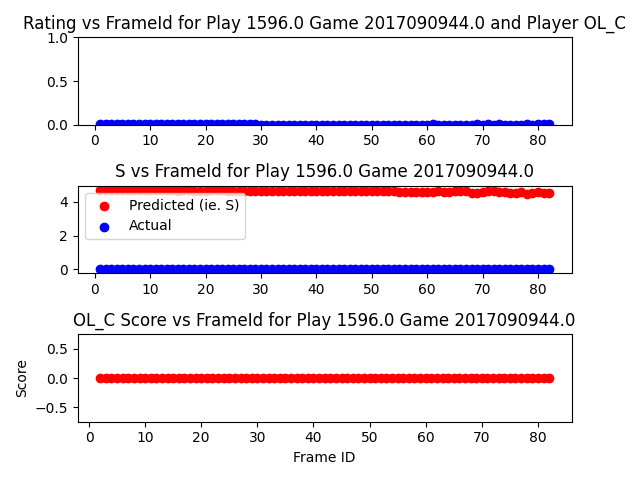 Rating vs FrameId for Play 1596.0 Game 2017090944.0 and Player OL_C
1.0
0.5
0.0
0 10 20 30 40 50 60 70 80
S vs FrameId for Play 1596.0 Game 2017090944.0
4
2
0
Predicted (ie. S)
Actual
0 10 20 30 40 50 60 70 80
OL_C Score vs FrameId for Play 1596.0 Game 2017090944.0
Score
0.5
0.0
−0.5
0 10 20 30 40 50 60 70 80
Frame ID